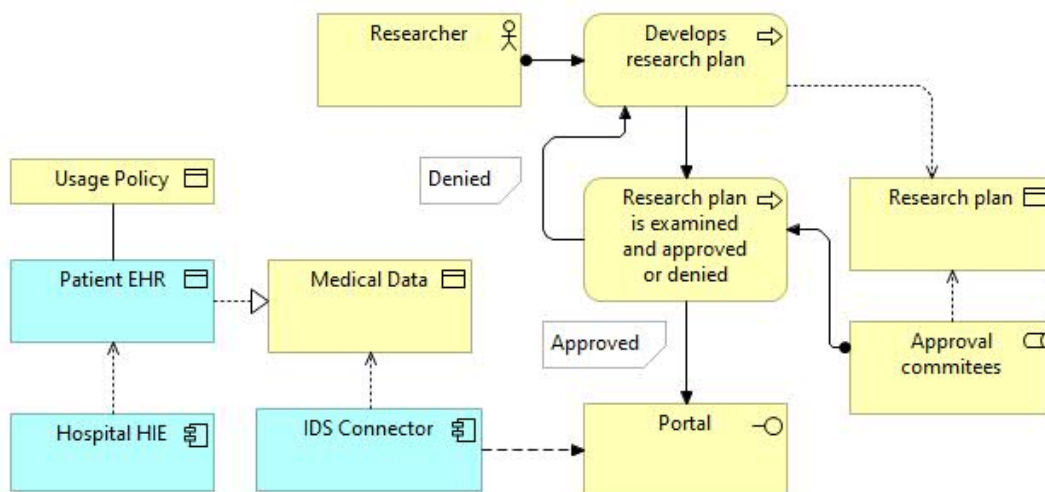 Researcher
Develops
research plan
Denied
Usage Policy
Research plan
is examined
and approved
or denied
Research plan
Patient EHR
Medical Data
Approved
Approval
commitees
Hospital HIE
IDS Connector
Portal